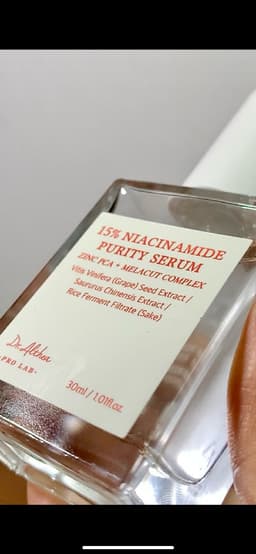 15% NIACINAMIDE
PURITY SERUM
ZINC PCA + MELACUT COMPLEX
Vitis Venifera (Grape) Seed Extract /
Saururus Chinensis Extract /
Rice Ferment Filtrate (Sake)
Dr.Althea
-PRO LAB-
30ml / 1.01fl.oz.